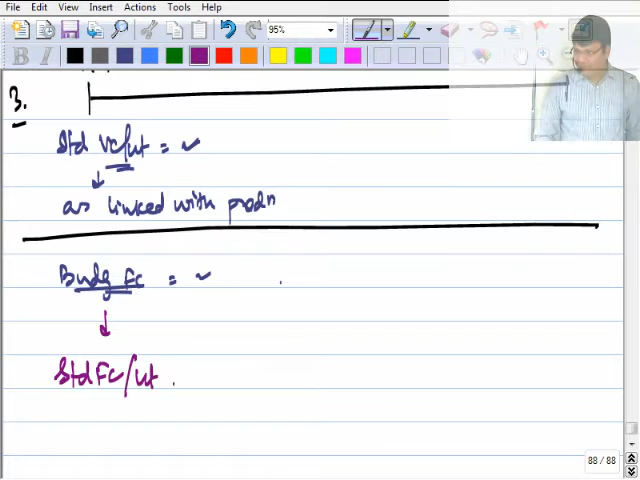 File Edit View Insert Actions Tools Help
95%
B I U
3.
Std VC/ut = ✓
↓
as linked with prodn
Budg FC = ✓
↓
Std FC/ut
88 / 88